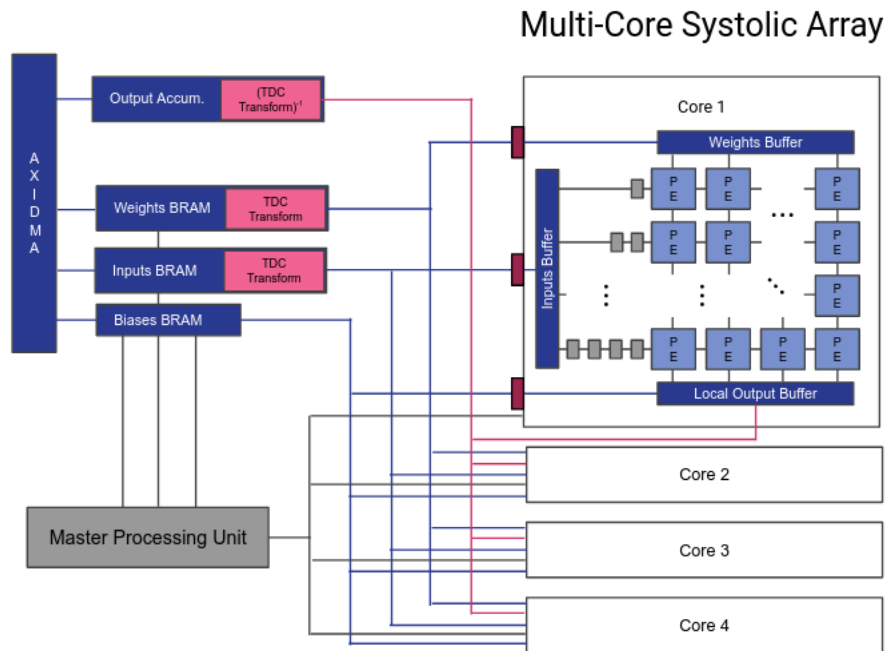 Multi-Core Systolic Array
A
X
I
D
M
A
Output Accum.
(TDC
Transform)⁻¹
Weights BRAM
TDC
Transform
Inputs BRAM
TDC
Transform
Biases BRAM
Master Processing Unit
Core 1
Weights Buffer
Inputs Buffer
P
E
P
E
P
E
...
P
E
P
E
P
E
P
E
P
E
P
E
P
E
P
E
Local Output Buffer
Core 2
Core 3
Core 4